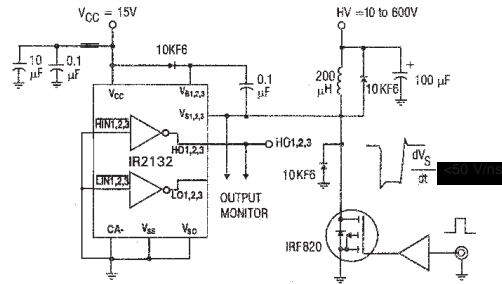 VCC = 15V
HV =10 to 600V
10KF6
10
µF
0.1
µF
0.1
µF
200
µH
10KF6
+
100 µF
VCC
VB1,2,3
VS1,2,3
HIN1,2,3
HO1,2,3
HO1,2,3
IR2132
LIN1,2,3
LO1,2,3
OUTPUT
MONITOR
10KF6
dVS
dt
<50 V/ns
CA-
VSS
VSO
IRF820